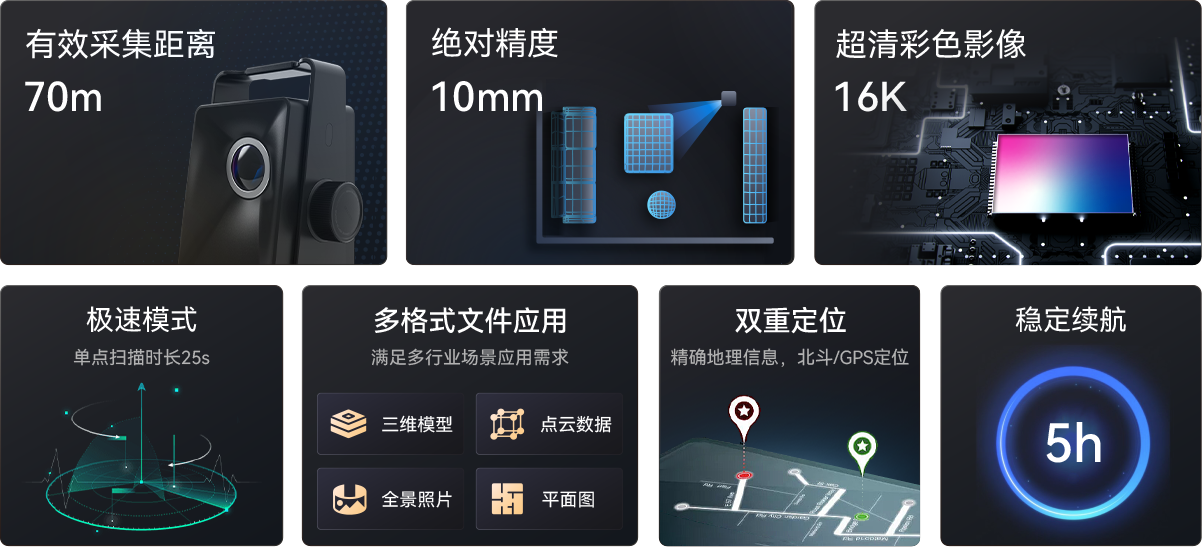 有效采集距离
70m
绝对精度
10mm
超清彩色影像
16K
极速模式
单点扫描时长25s
多格式文件应用
满足多行业场景应用需求
三维模型
点云数据
全景照片
平面图
双重定位
精确地理信息，北斗/GPS定位
Garden City Rd
稳定续航
5h